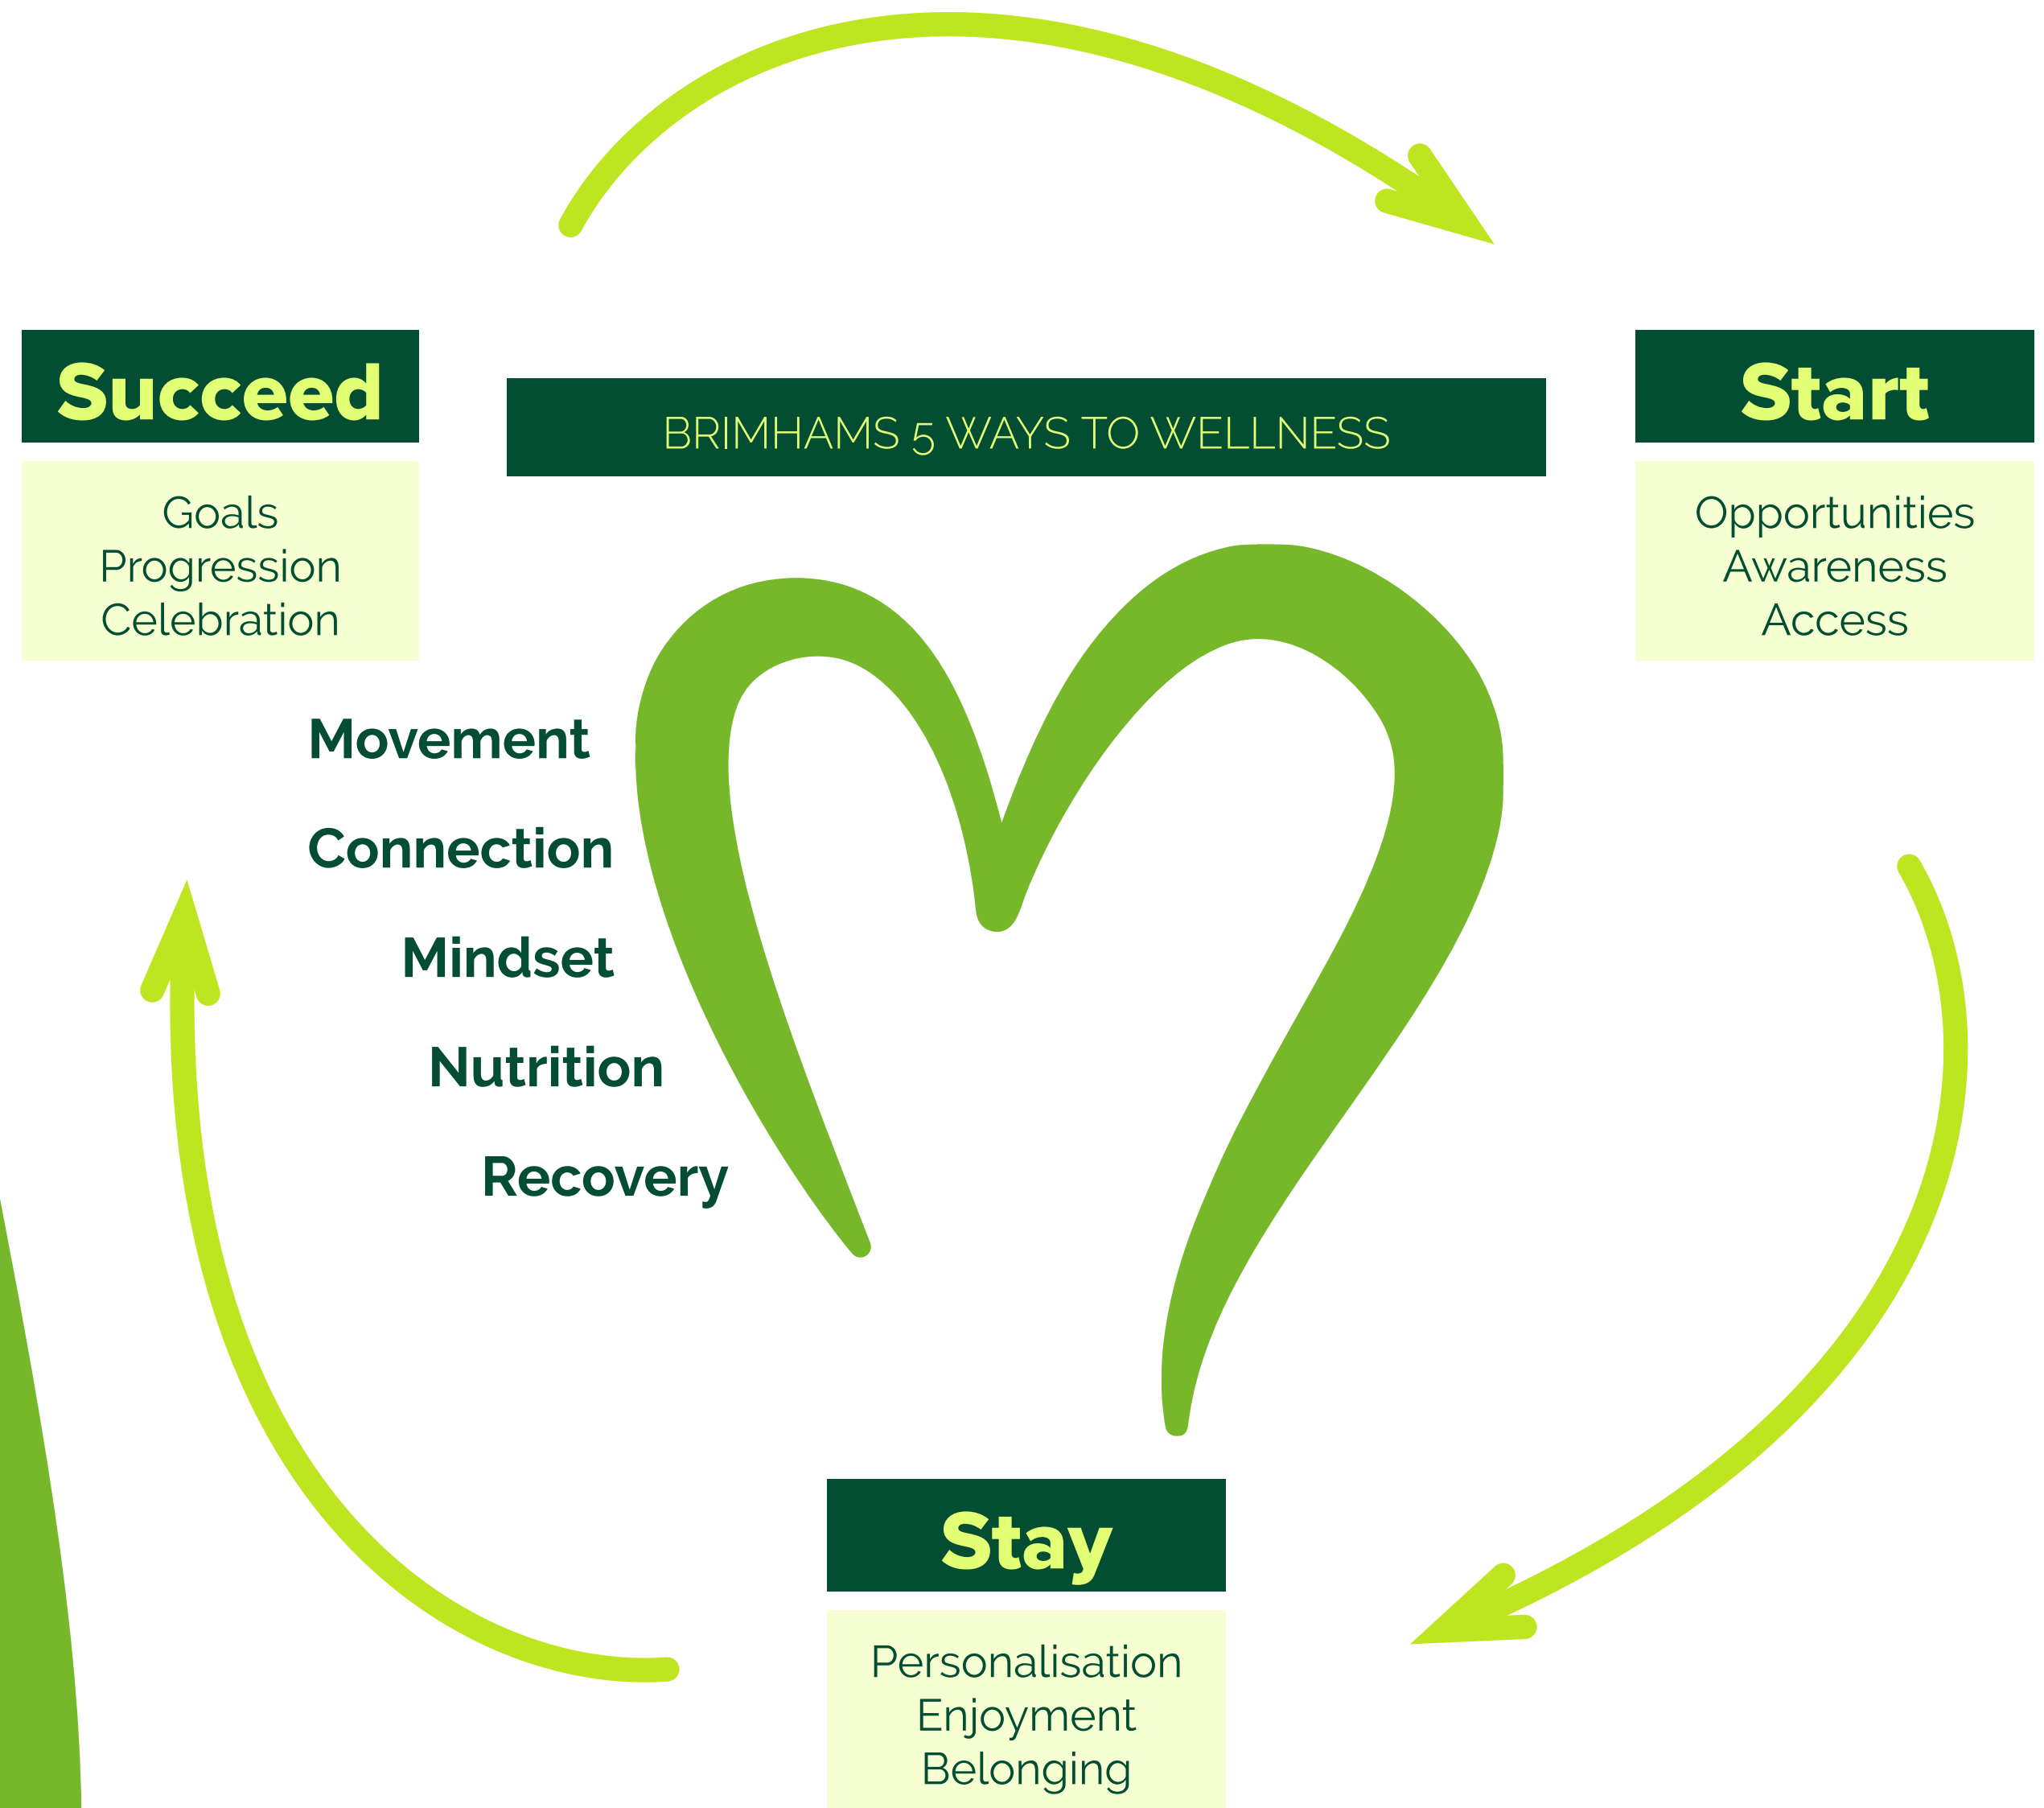 Succeed
Goals
Progression
Celebration
BRIMHAMS 5 WAYS TO WELLNESS
Start
Opportunities
Awareness
Access
Movement
Connection
Mindset
Nutrition
Recovery
Stay
Personalisation
Enjoyment
Belonging